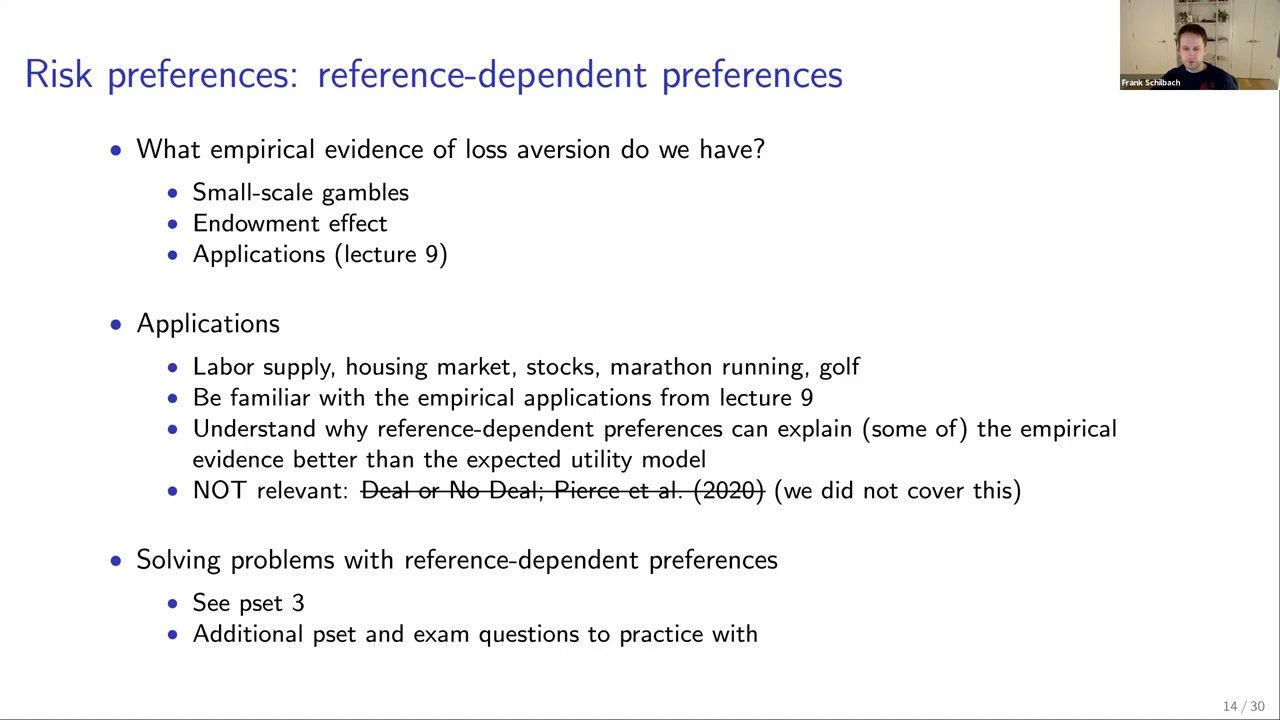 Risk preferences: reference-dependent preferences
Frank Schilbach
• What empirical evidence of loss aversion do we have?
• Small-scale gambles
• Endowment effect
• Applications (lecture 9)
• Applications
• Labor supply, housing market, stocks, marathon running, golf
• Be familiar with the empirical applications from lecture 9
• Understand why reference-dependent preferences can explain (some of) the empirical
evidence better than the expected utility model
• NOT relevant: Deal or No Deal; Pierce et al. (2020) (we did not cover this)
• Solving problems with reference-dependent preferences
• See pset 3
• Additional pset and exam questions to practice with
14 / 30